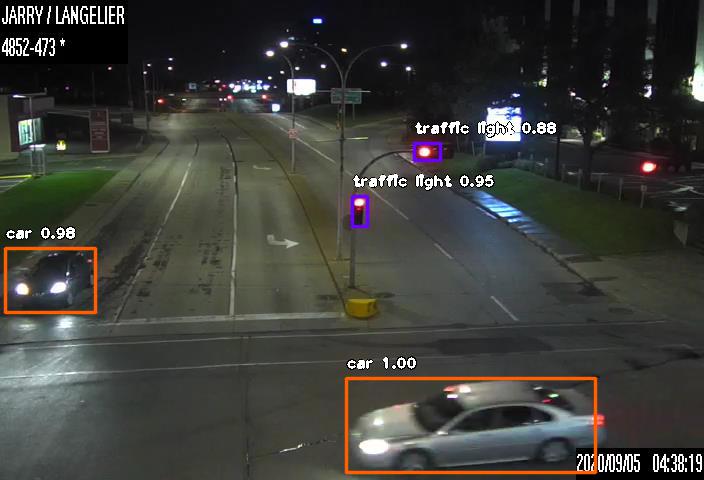 JARRY / LANGELIER
4852-473 *
traffic light 0.88
traffic light 0.95
car 0.98
car 1.00
2020/09/05 04:38:19